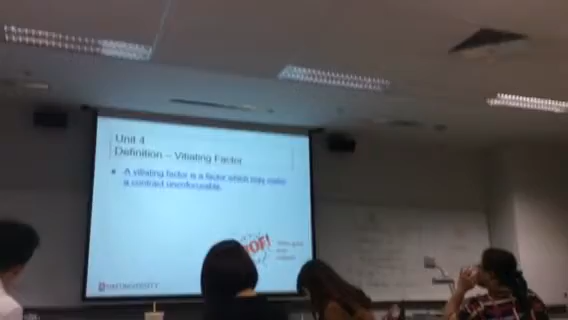 Unit 4
Definition – Vitiating Factor
• A vitiating factor is a factor which may make
a contract unenforceable.
OOF!